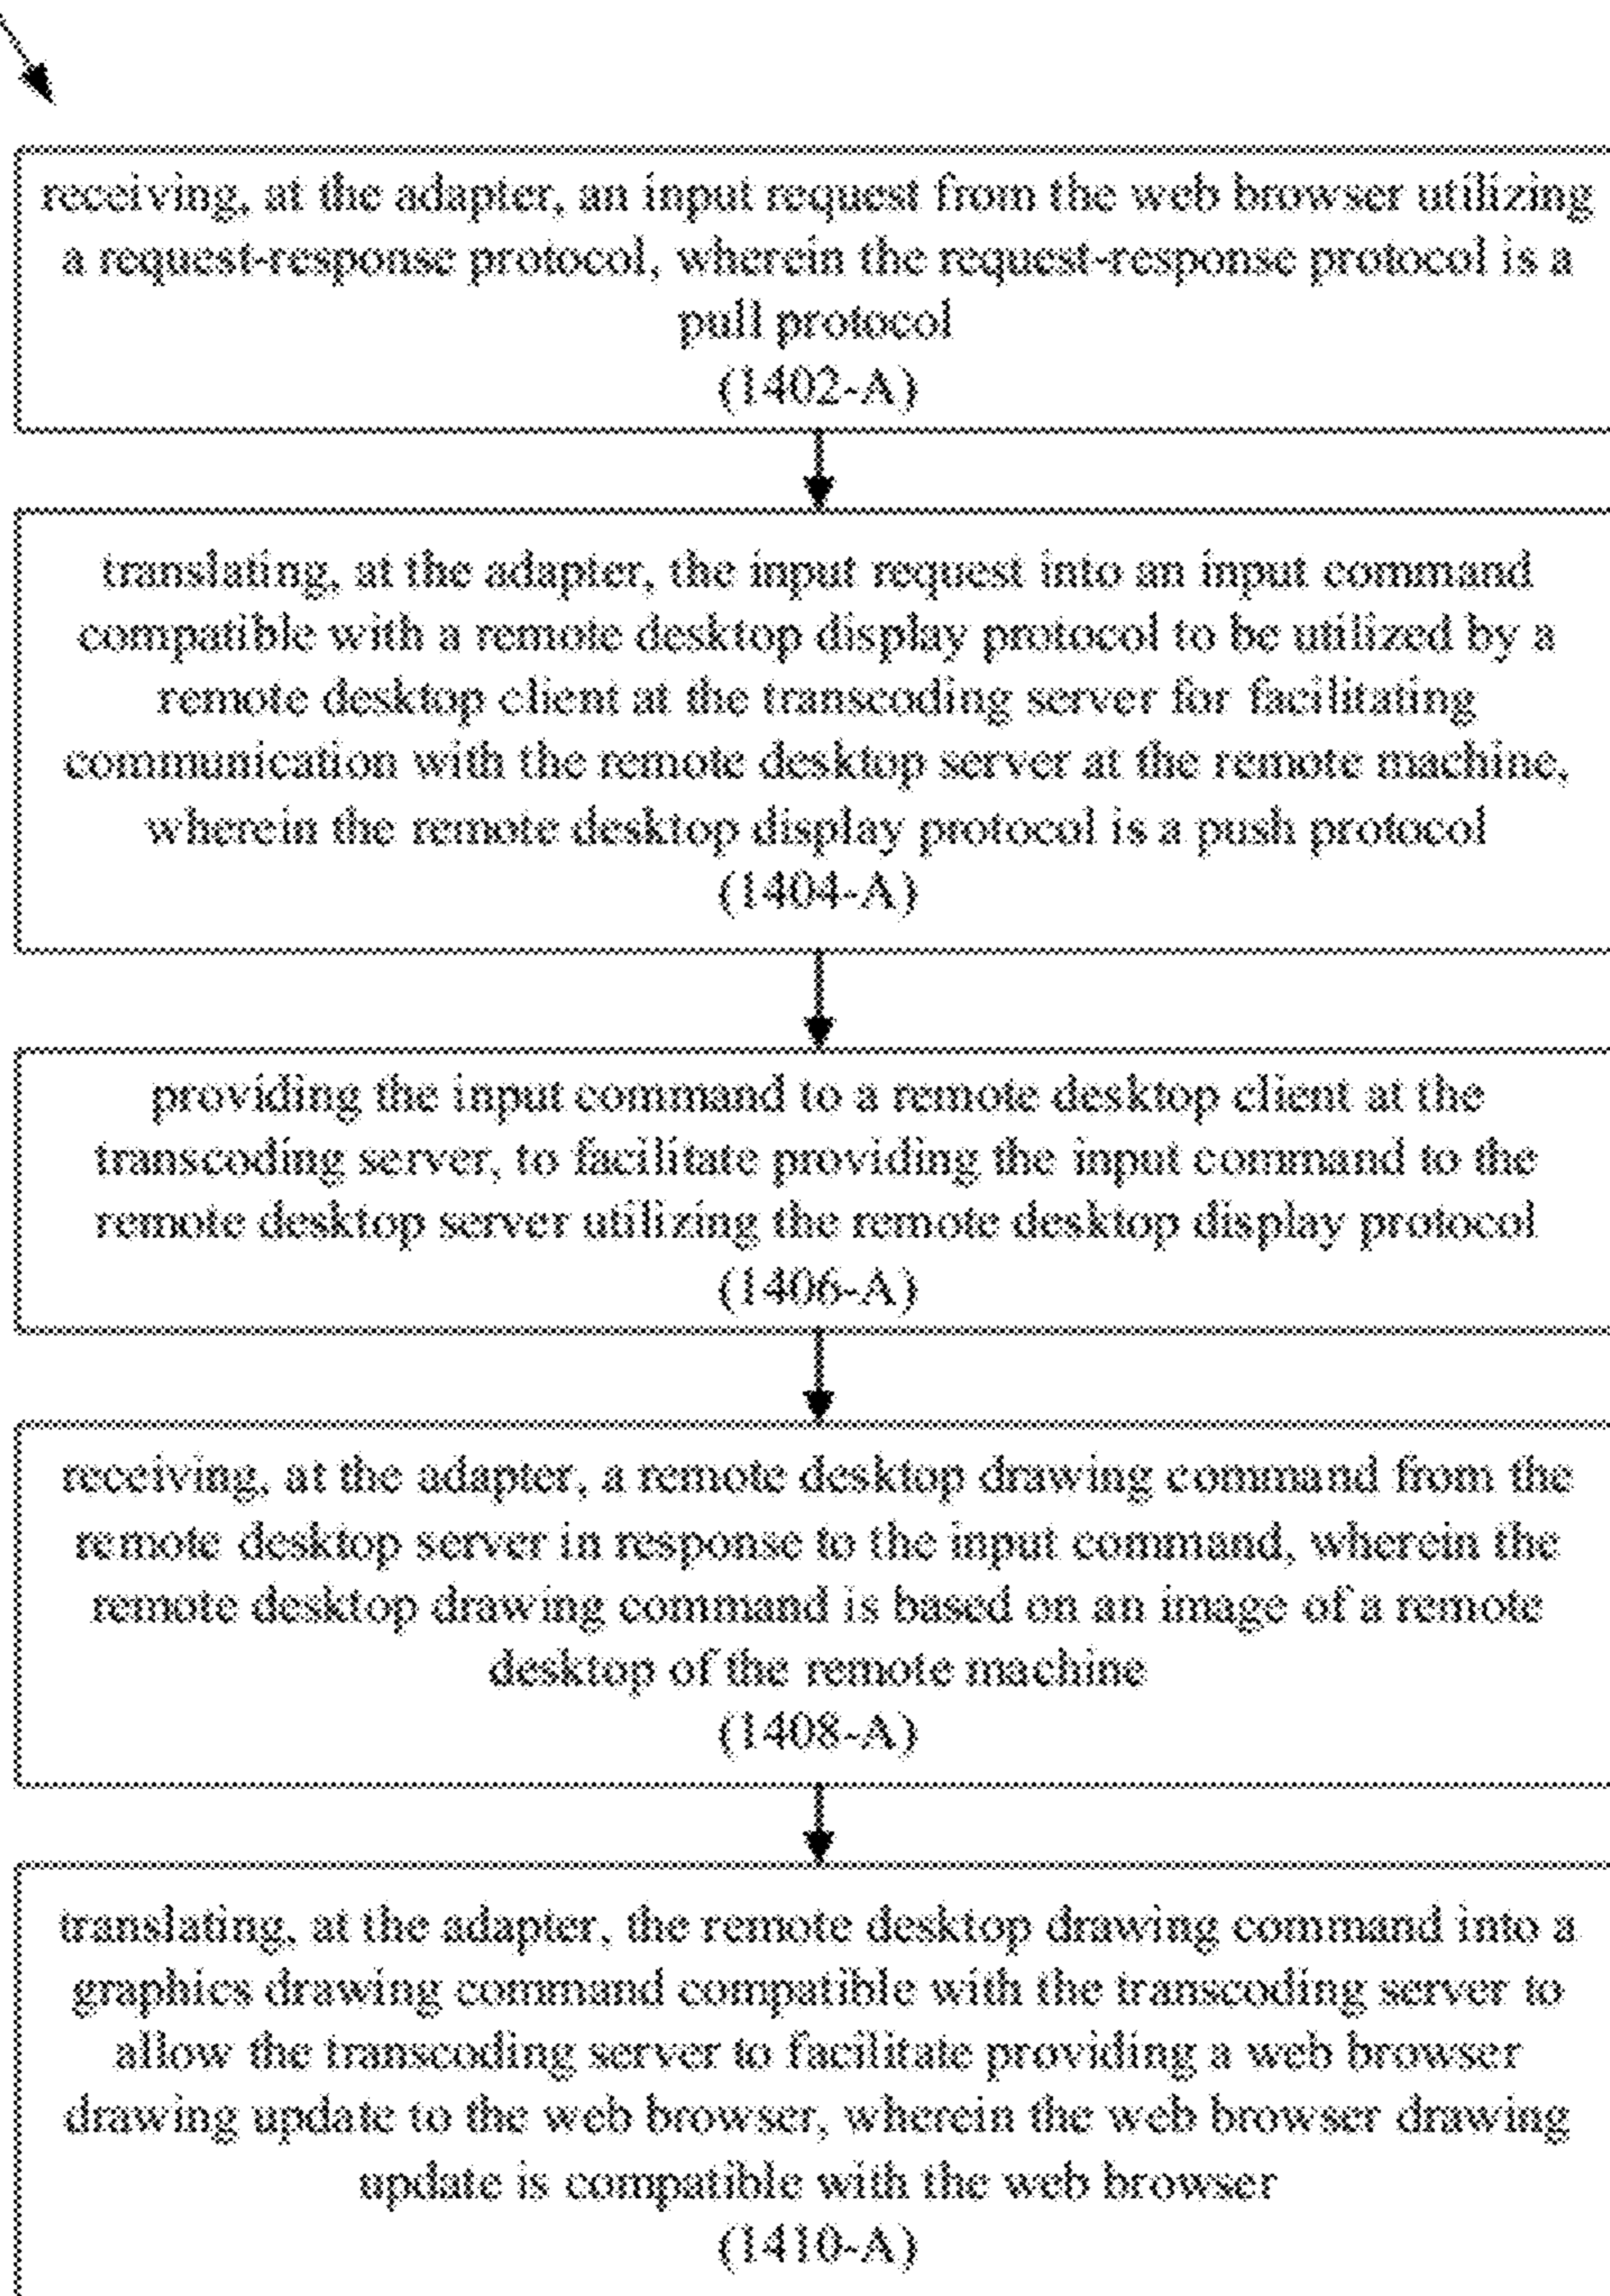 receiving, at the adapter, an input request from the web browser utilizing
a request-response protocol, wherein the request-response protocol is a
pull protocol
(1402-A)
translating, at the adapter, the input request into an input command
compatible with a remote desktop display protocol to be utilized by a
remote desktop client at the transcoding server for facilitating
communication with the remote desktop server at the remote machine,
wherein the remote desktop display protocol is a push protocol
(1404-A)
providing the input command to a remote desktop client at the
transcoding server, to facilitate providing the input command to the
remote desktop server utilizing the remote desktop display protocol
(1406-A)
receiving, at the adapter, a remote desktop drawing command from the
remote desktop server in response to the input command, wherein the
remote desktop drawing command is based on an image of a remote
desktop of the remote machine
(1408-A)
translating, at the adapter, the remote desktop drawing command into a
graphics drawing command compatible with the transcoding server to
allow the transcoding server to facilitate providing a web browser
drawing update to the web browser, wherein the web browser drawing
update is compatible with the web browser
(1410-A)